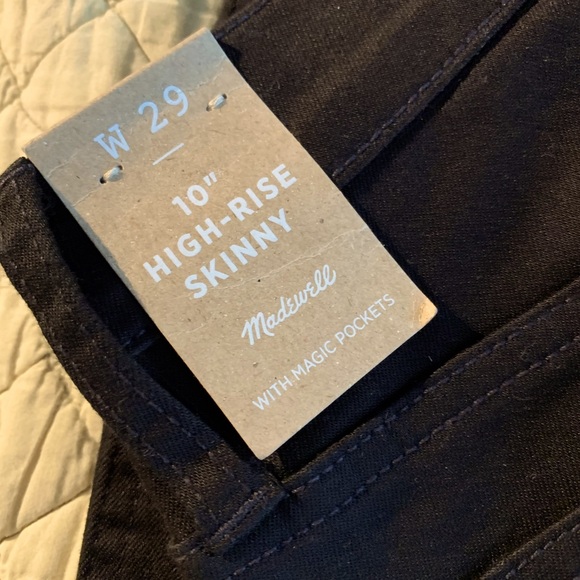 W 29
10"
HIGH-RISE
SKINNY
Madewell
WITH MAGIC POCKETS